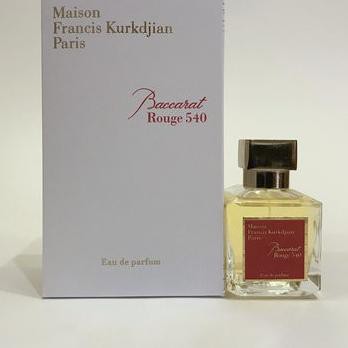 Maison
Francis Kurkdjian
Paris
Baccarat
Rouge 540
Eau de parfum
Maison
Francis Kurkdjian
Paris
Baccarat
Rouge 540
Eau de parfum